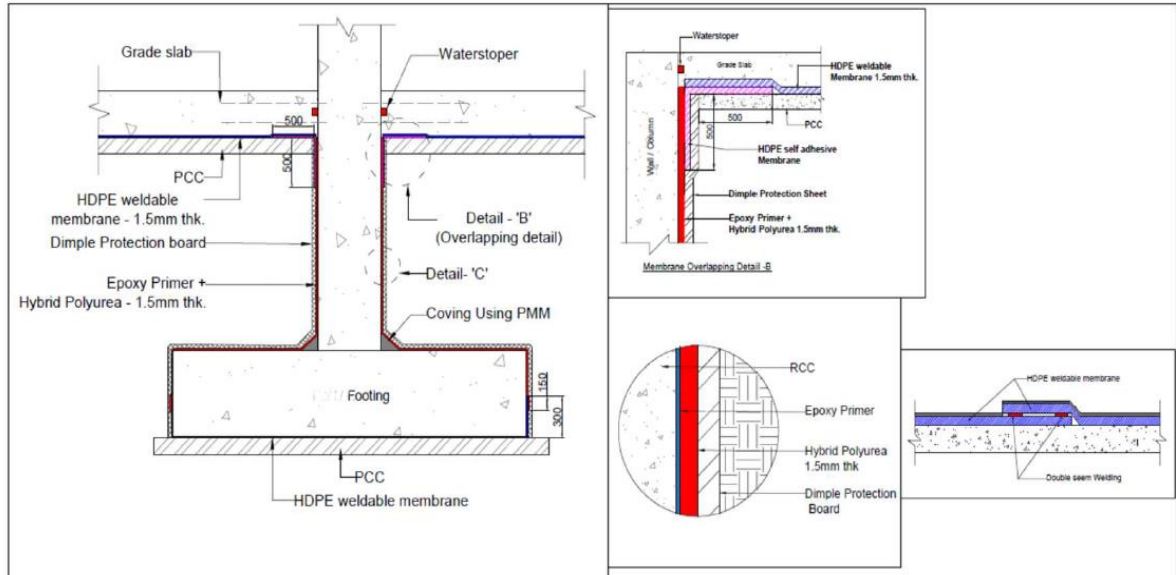 Grade slab
Waterstoper
500
500
PCC
HDPE weldable
membrane - 1.5mm thk.
Dimple Protection board
Epoxy Primer +
Hybrid Polyurea - 1.5mm thk.
Detail - 'B'
(Overlapping detail)
Detail- 'C'
Coving Using PMM
Footing
150
300
PCC
HDPE weldable membrane
Waterstoper
Grade Slab
HDPE weldable
Membrane 1.5mm thk.
500
500
PCC
Wall / Column
HDPE self adhesive
Membrane
Dimple Protection Sheet
Epoxy Primer +
Hybrid Polyurea 1.5mm thk.
Membrane Overlapping Detail -B
RCC
Epoxy Primer
Hybrid Polyurea
1.5mm thk
Dimple Protection
Board
HDPE weldable membrane
Double seem Welding